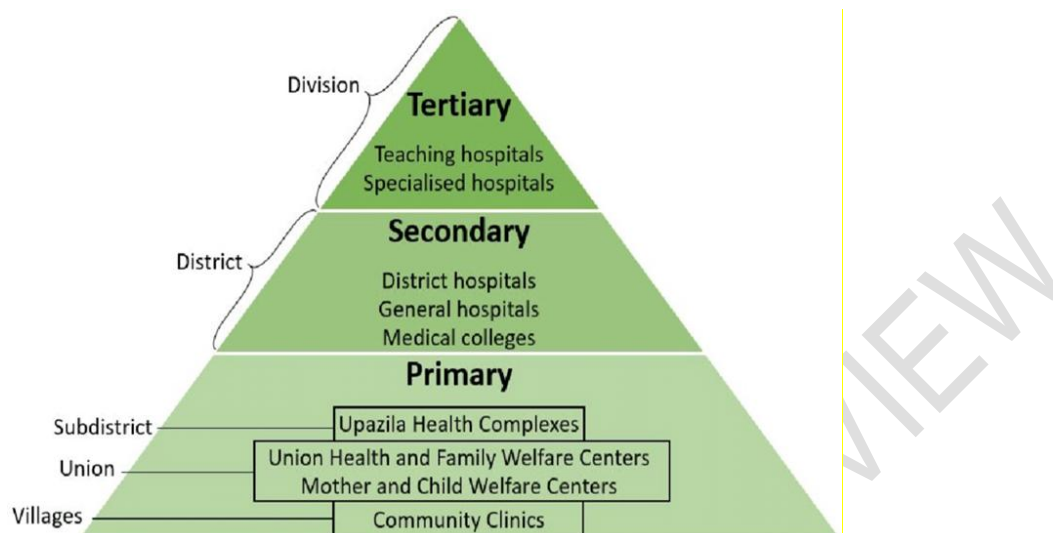 Division
Tertiary
Teaching hospitals
Specialised hospitals
Secondary
District
District hospitals
General hospitals
Medical colleges
Primary
Subdistrict
Upazila Health Complexes
Union
Union Health and Family Welfare Centers
Mother and Child Welfare Centers
Villages
Community Clinics
VIEW